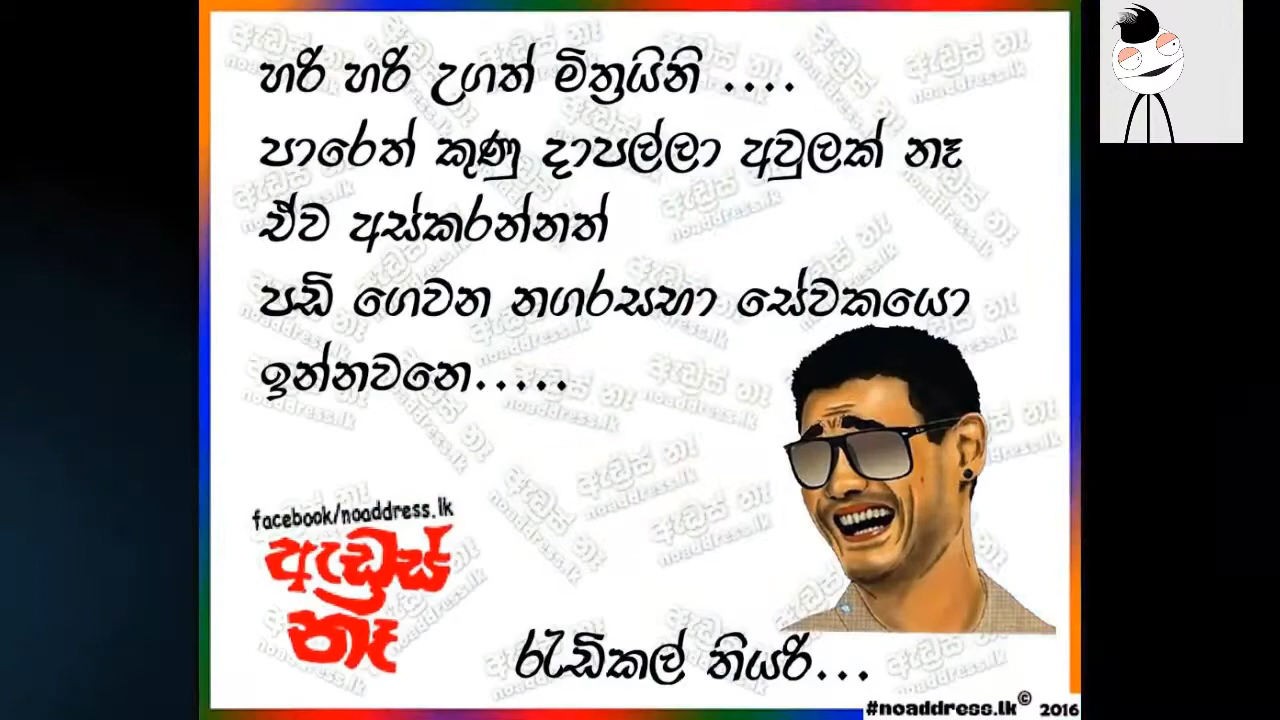 හරි හරි උගත් මිත්‍රයිනි ....
පාරෙත් කුණු දාපල්ලා අවුලක් නෑ
ඒව අස්කරන්නත්
පඩි ගෙවන නගරසභා සේවකයො
ඉන්නවනෙ.....
facebook/noaddress.lk
ඇඩ්‍රස්
නෑ
රැඩිකල් තියරි...
#noaddress.lk© 2016